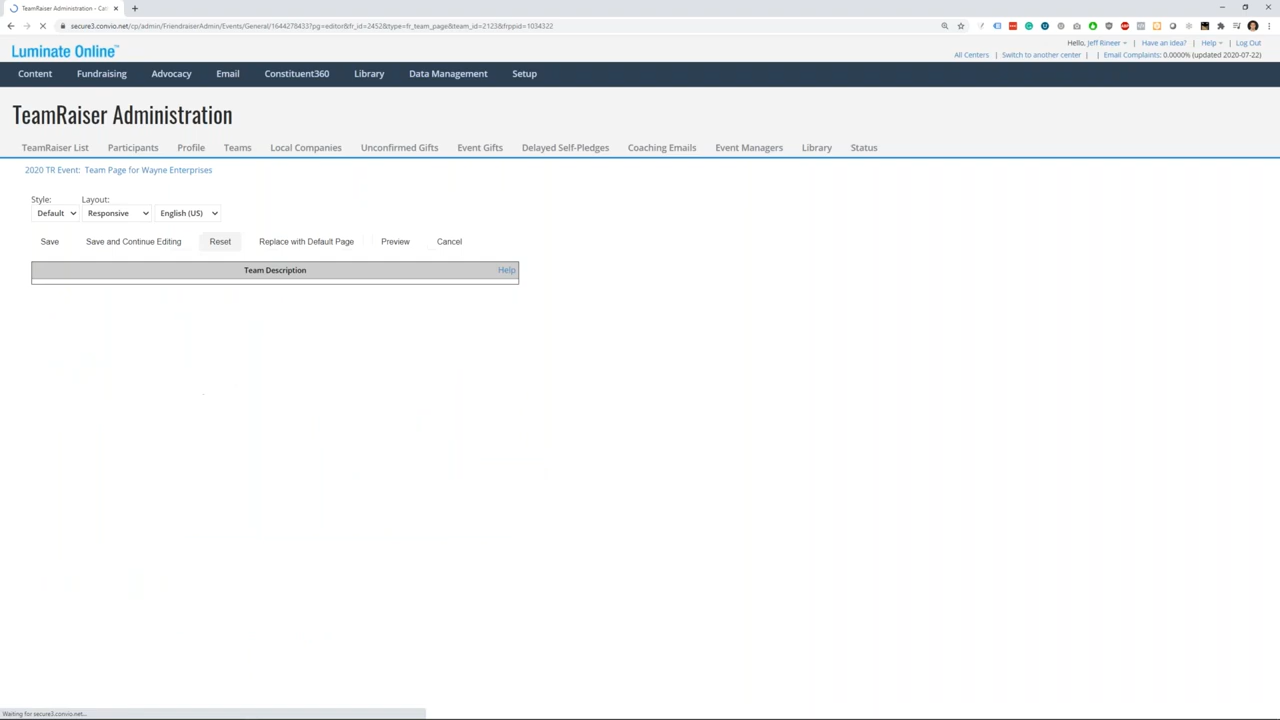 TeamRaiser Administration - Cal
secure3.convio.net/cp/admin/FriendraiserAdmin/Events/General/1644278433?pg=editor&fr_id=2452&type=fr_team_page&team_id=2123&frppid=1034322
Luminate Online™
Hello, Jeff Rineer | Have an idea? | Help | Log Out
All Centers | Switch to another center | | Email Complaints: 0.0000% (updated 2020-07-22)
Content Fundraising Advocacy Email Constituent360 Library Data Management Setup
TeamRaiser Administration
TeamRaiser List Participants Profile Teams Local Companies Unconfirmed Gifts Event Gifts Delayed Self-Pledges Coaching Emails Event Managers Library Status
2020 TR Event: Team Page for Wayne Enterprises
Style: Layout:
Default Responsive English (US)
Save Save and Continue Editing Reset Replace with Default Page Preview Cancel
Team Description Help
Waiting for secure3.convio.net...